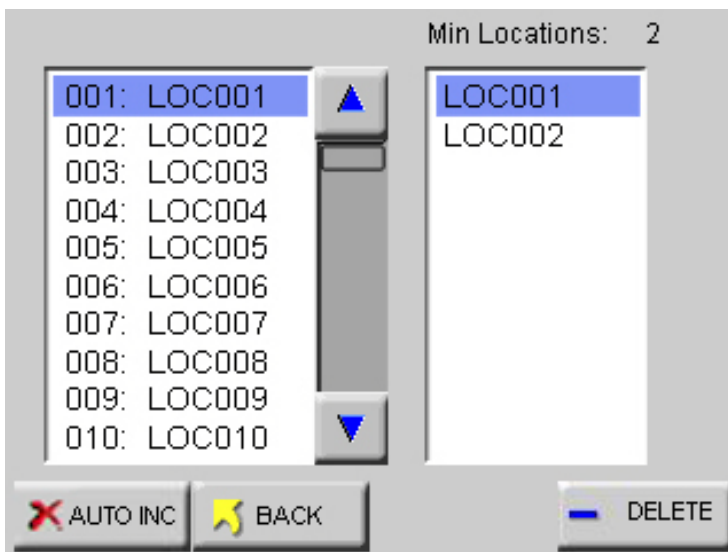 Min Locations: 2
001: LOC001
002: LOC002
003: LOC003
004: LOC004
005: LOC005
006: LOC006
007: LOC007
008: LOC008
009: LOC009
010: LOC010
LOC001
LOC002
AUTO INC
BACK
DELETE